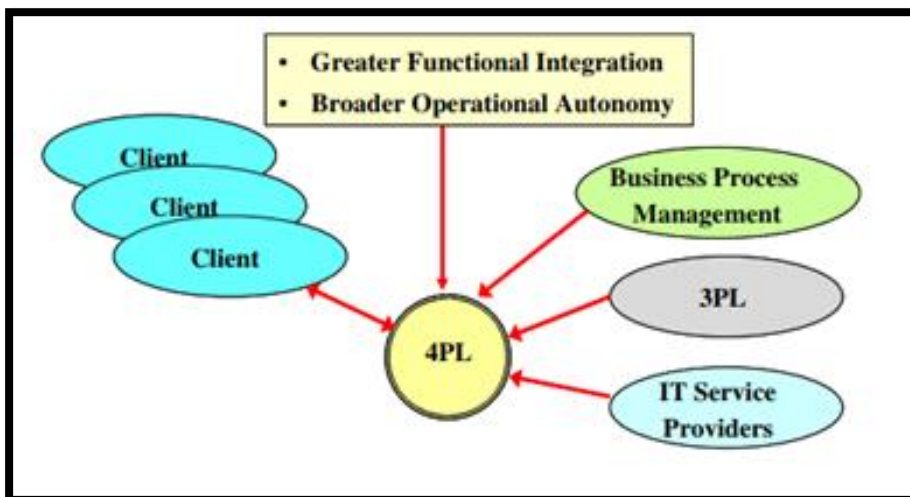 • Greater Functional Integration
• Broader Operational Autonomy
Client
Client
Client
Business Process
Management
3PL
4PL
IT Service
Providers